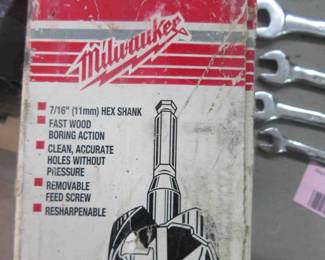 Milwaukee
7/16" (11mm) HEX SHANK
FAST WOOD
BORING ACTION
CLEAN, ACCURATE
HOLES WITHOUT
PRESSURE
REMOVABLE
FEED SCREW
RESHARPENABLE